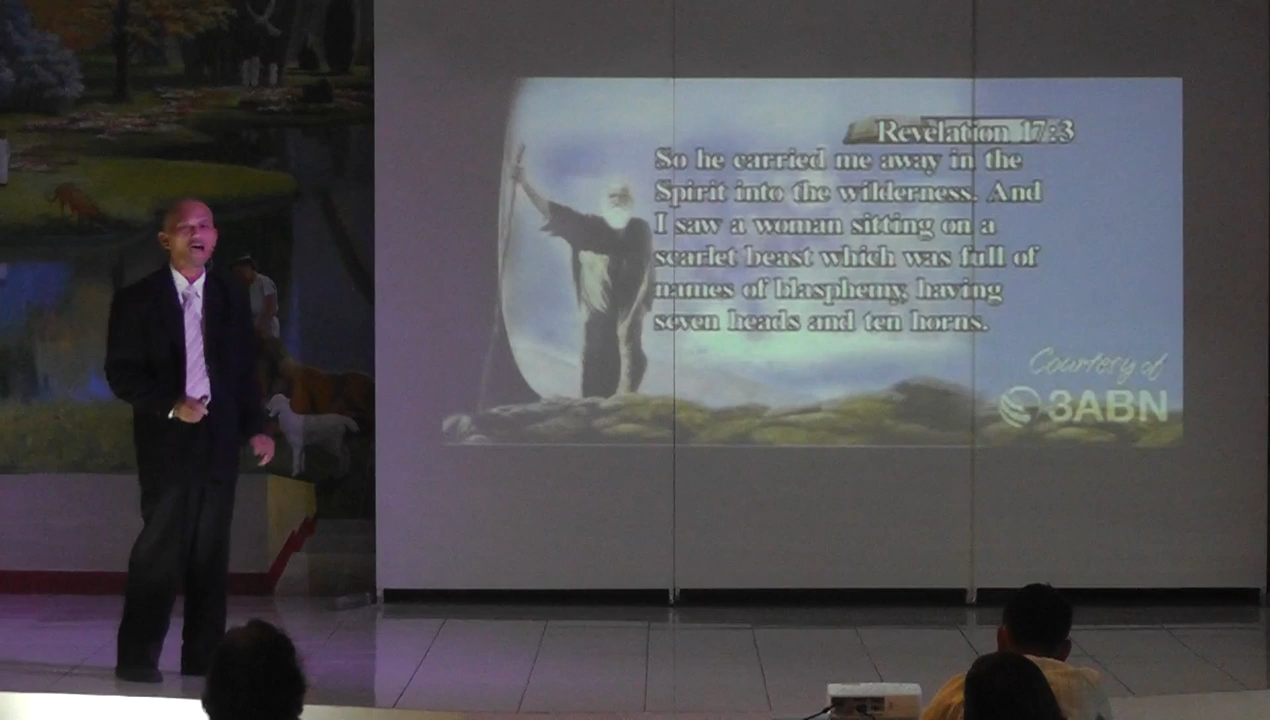 Revelation 17:3
So he carried me away in the
Spirit into the wilderness. And
I saw a woman sitting on a
scarlet beast which was full of
names of blasphemy, having
seven heads and ten horns.
Courtesy of
3ABN